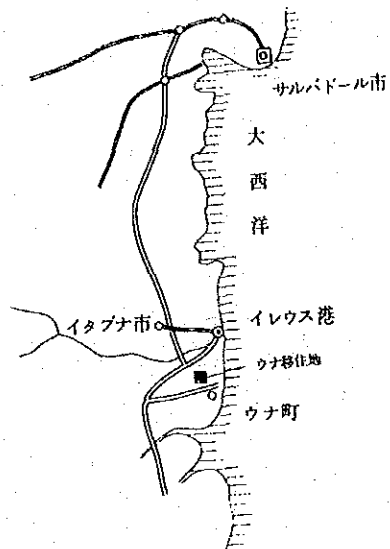 サルバドール市
大西洋
イタブナ市
イレウス港
ウナ移住地
ウナ町